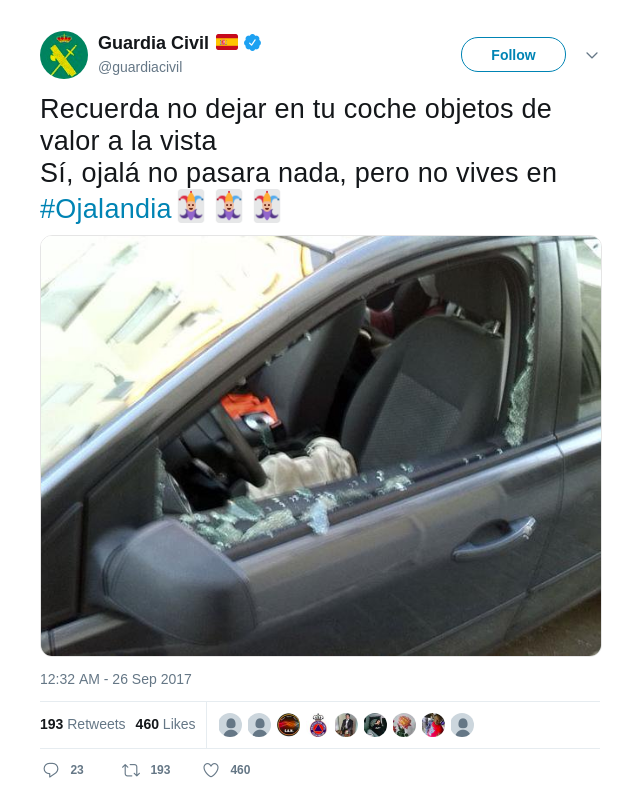 Guardia Civil
@guardiacivil
Follow
Recuerda no dejar en tu coche objetos de
valor a la vista
Sí, ojalá no pasara nada, pero no vives en
#Ojalandia
12:32 AM - 26 Sep 2017
193 Retweets 460 Likes
23 193 460